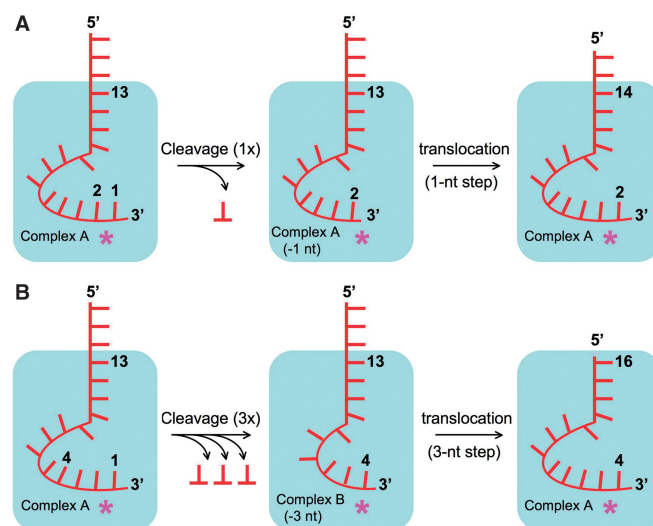 A
5’
5’
5’
13
13
14
Cleavage (1x)
translocation
(1-nt step)
2 1
2
2
3’
3’
3’
Complex A *
Complex A *
(-1 nt)
Complex A *
B
5’
5’
5’
13
13
16
Cleavage (3x)
translocation
(3-nt step)
4 1
4
4
3’
3’
3’
Complex A *
Complex B *
(-3 nt)
Complex A *